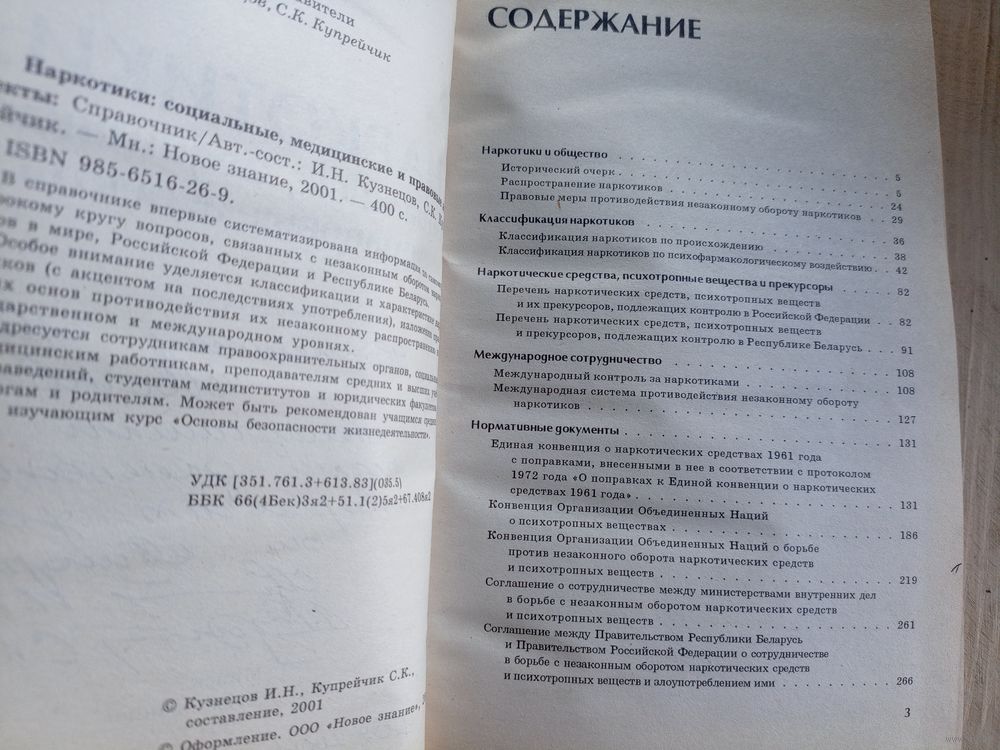 С.К. Купрейчик
Наркотики: социальные, медицинские и правовые
Справочник/Авт.-сост.: И.Н. Кузнецов, С.К.
— Мн.: Новое знание, 2001. — 400 с.
ISBN 985-6516-26-9.
В справочнике впервые систематизирована информация по
кругу вопросов, связанных с незаконным оборотом
в мире, Российской Федерации и Республике Беларусь.
Особое внимание уделяется классификации и характеристике
(с акцентом на последствиях употребления), изложены
основ противодействия их незаконному распространению
и международном уровнях.
сотрудникам правоохранительных органов,
работникам, преподавателям средних и высших
студентам мединститутов и юридических факультетов,
и родителям. Может быть рекомендован учащимся
изучающим курс «Основы безопасности жизнедеятельности».
УДК [351.761.3+613.83](035.5)
ББК 66(4Беи)3я2+51.1(2)5я2+67.408я2
© Кузнецов И.Н., Купрейчик С.К.,
составление, 2001
© Оформление. ООО «Новое знание»,
СОДЕРЖАНИЕ
Наркотики и общество . . . 5
Исторический очерк . . . 5
Распространение наркотиков . . . 24
Правовые меры противодействия незаконному обороту наркотиков . . . 29
Классификация наркотиков . . . 36
Классификация наркотиков по происхождению . . . 38
Классификация наркотиков по психофармакологическому воздействию . 42
Наркотические средства, психотропные вещества и прекурсоры . . . 82
Перечень наркотических средств, психотропных веществ
и их прекурсоров, подлежащих контролю в Российской Федерации . . 82
Перечень наркотических средств, психотропных веществ
и прекурсоров, подлежащих контролю в Республике Беларусь . . . 91
Международное сотрудничество . . . 108
Международный контроль за наркотиками . . . 108
Международная система противодействия незаконному обороту
наркотиков . . . 127
Нормативные документы . . . 131
Единая конвенция о наркотических средствах 1961 года
с поправками, внесенными в нее в соответствии с протоколом
1972 года «О поправках к Единой конвенции о наркотических
средствах 1961 года» . . . 131
Конвенция Организации Объединенных Наций
о психотропных веществах . . . 186
Конвенция Организации Объединенных Наций о борьбе
против незаконного оборота наркотических средств
и психотропных веществ . . . 219
Соглашение о сотрудничестве между министерствами внутренних дел
в борьбе с незаконным оборотом наркотических средств
и психотропных веществ . . . 261
Соглашение между Правительством Республики Беларусь
и Правительством Российской Федерации о сотрудничестве
в борьбе с незаконным оборотом наркотических средств
и психотропных веществ и злоупотреблением ими . . . 266
3